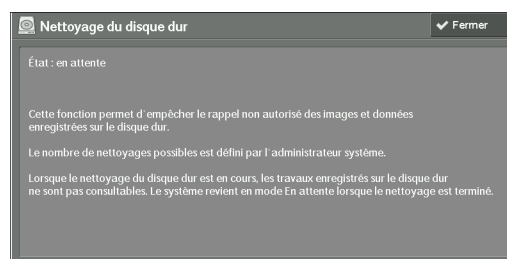 Nettoyage du disque dur
Fermer
État : en attente
Cette fonction permet d'empêcher le rappel non autorisé des images et données
enregistrées sur le disque dur.
Le nombre de nettoyages possibles est défini par l'administrateur système.
Lorsque le nettoyage du disque dur est en cours, les travaux enregistrés sur le disque dur
ne sont pas consultables. Le système revient en mode En attente lorsque le nettoyage est terminé.